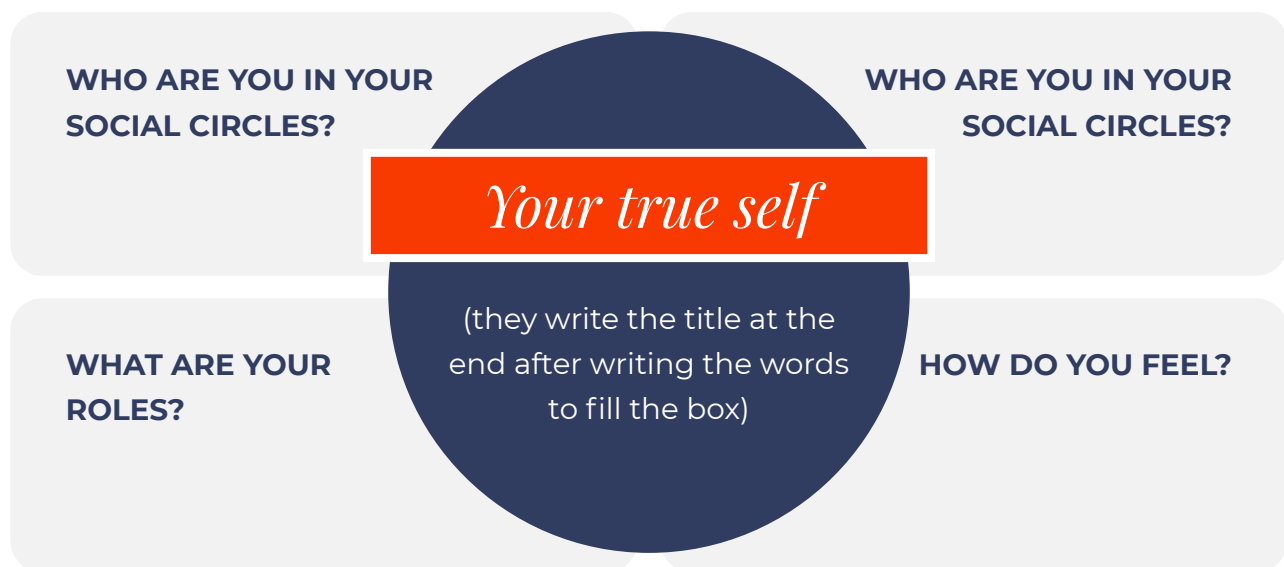 WHO ARE YOU IN YOUR
SOCIAL CIRCLES?
WHO ARE YOU IN YOUR
SOCIAL CIRCLES?
Your true self
(they write the title at the
end after writing the words
to fill the box)
WHAT ARE YOUR
ROLES?
HOW DO YOU FEEL?